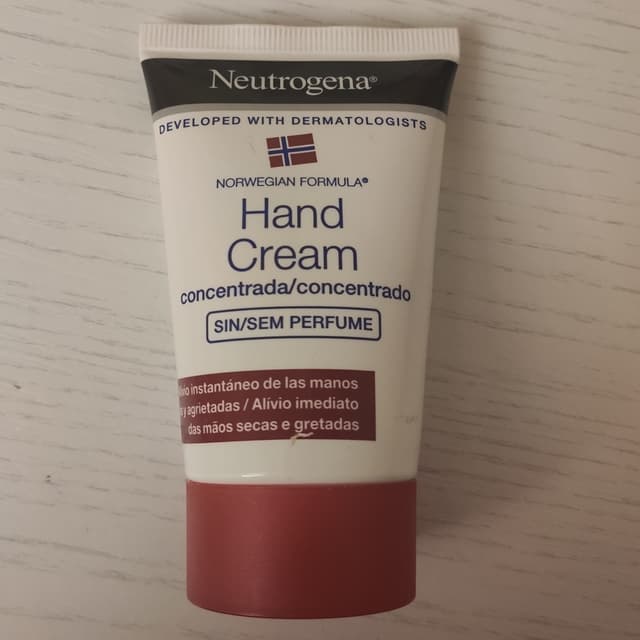 Neutrogena®
DEVELOPED WITH DERMATOLOGISTS
NORWEGIAN FORMULA®
Hand
Cream
concentrada/concentrado
SIN/SEM PERFUME
instantáneo de las manos
y agrietadas / Alívio imediato
das mãos secas e gretadas